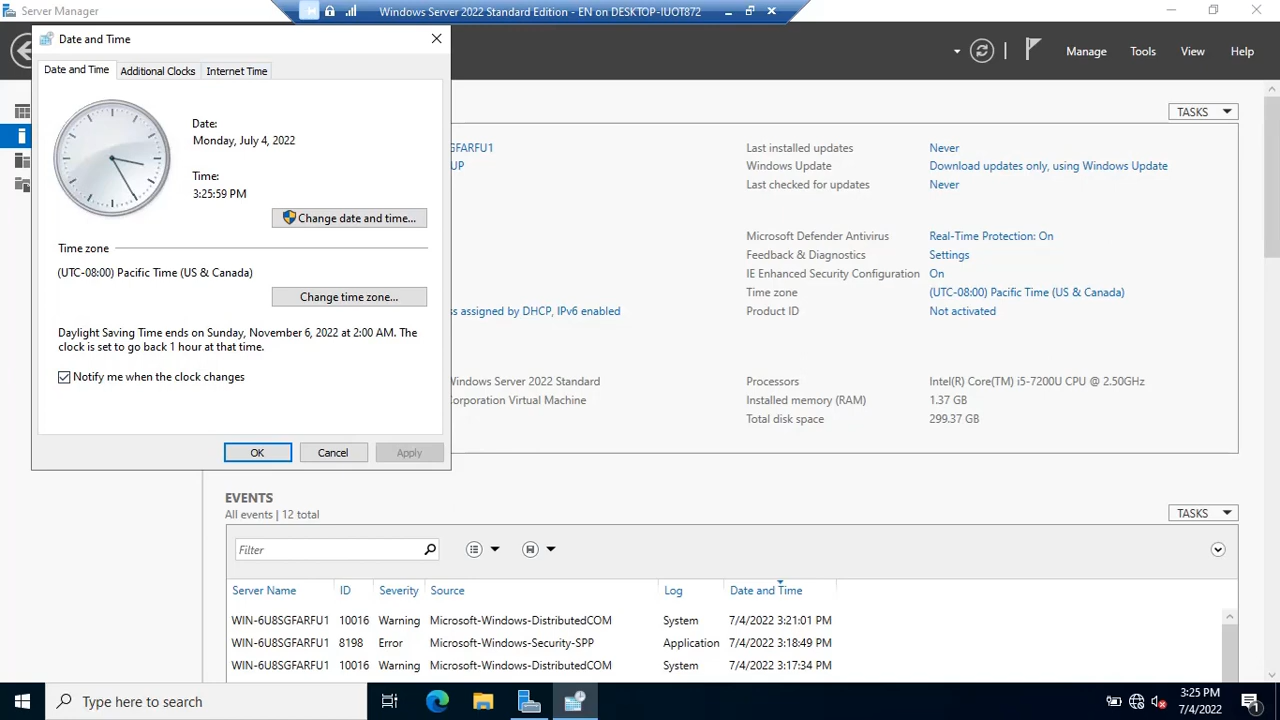 Server Manager
Windows Server 2022 Standard Edition - EN on DESKTOP-IUOT872
Manage
Tools
View
Help
Date and Time
Date and Time
Additional Clocks
Internet Time
Date:
Monday, July 4, 2022
Time:
3:25:59 PM
Change date and time...
Time zone
(UTC-08:00) Pacific Time (US & Canada)
Change time zone...
Daylight Saving Time ends on Sunday, November 6, 2022 at 2:00 AM. The
clock is set to go back 1 hour at that time.
Notify me when the clock changes
OK
Cancel
Apply
TASKS
SGFARFU1
UP
Last installed updates Never
Windows Update Download updates only, using Windows Update
Last checked for updates Never
Microsoft Defender Antivirus Real-Time Protection: On
Feedback & Diagnostics Settings
IE Enhanced Security Configuration On
Time zone (UTC-08:00) Pacific Time (US & Canada)
ss assigned by DHCP, IPv6 enabled Product ID Not activated
Windows Server 2022 Standard Processors Intel(R) Core(TM) i5-7200U CPU @ 2.50GHz
Corporation Virtual Machine Installed memory (RAM) 1.37 GB
Total disk space 299.37 GB
EVENTS
All events | 12 total
TASKS
Filter
Server Name ID Severity Source Log Date and Time
WIN-6U8SGFARFU1 10016 Warning Microsoft-Windows-DistributedCOM System 7/4/2022 3:21:01 PM
WIN-6U8SGFARFU1 8198 Error Microsoft-Windows-Security-SPP Application 7/4/2022 3:18:49 PM
WIN-6U8SGFARFU1 10016 Warning Microsoft-Windows-DistributedCOM System 7/4/2022 3:17:34 PM
Type here to search
3:25 PM
7/4/2022
1